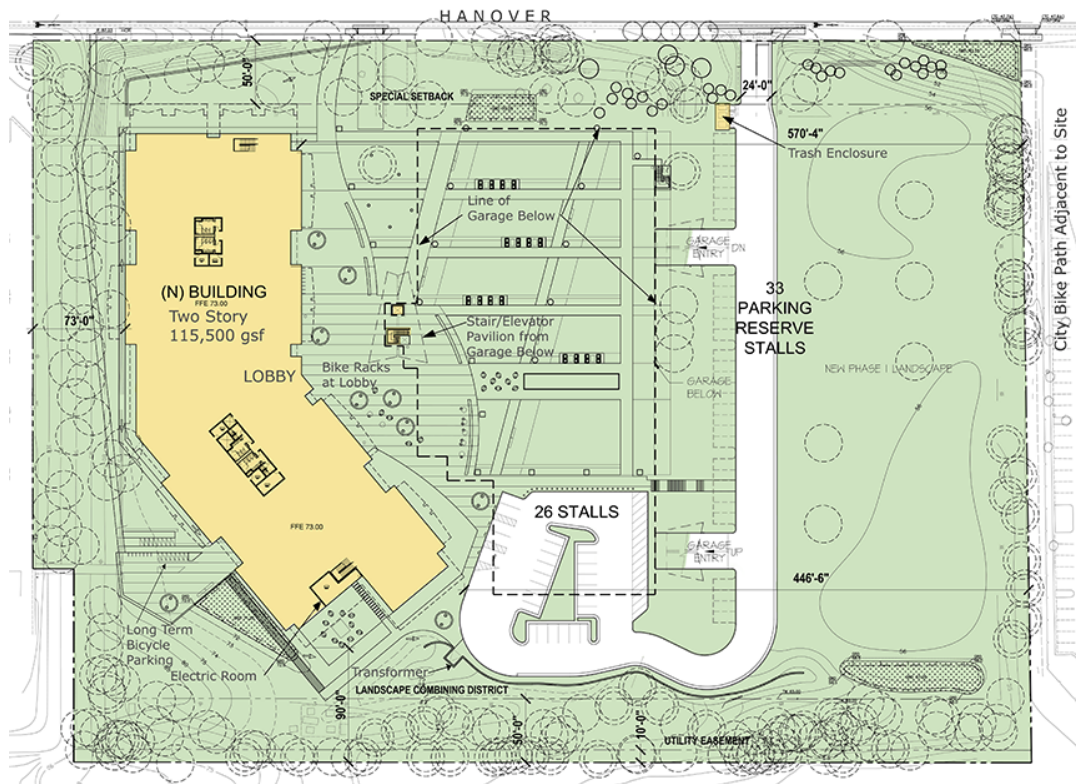 HANOVER
50'-0"
SPECIAL SETBACK
24'-0"
570'-4"
Trash Enclosure
City Bike Path Adjacent to Site
Line of
Garage Below
GARAGE
ENTRY
DN
(N) BUILDING
FFE 73.00
Two Story
115,500 gsf
73'-0"
33
PARKING
RESERVE
STALLS
Stair/Elevator
Pavilion from
Garage Below
LOBBY
Bike Racks
at Lobby
GARAGE
BELOW
NEW PHASE I LANDSCAPE
26 STALLS
FFE 73.00
GARAGE
ENTRY
UP
446'-6"
Long Term
Bicycle
Parking
Electric Room
Transformer
LANDSCAPE COMBINING DISTRICT
90'-0"
50'-0"
10'-0"
UTILITY EASEMENT